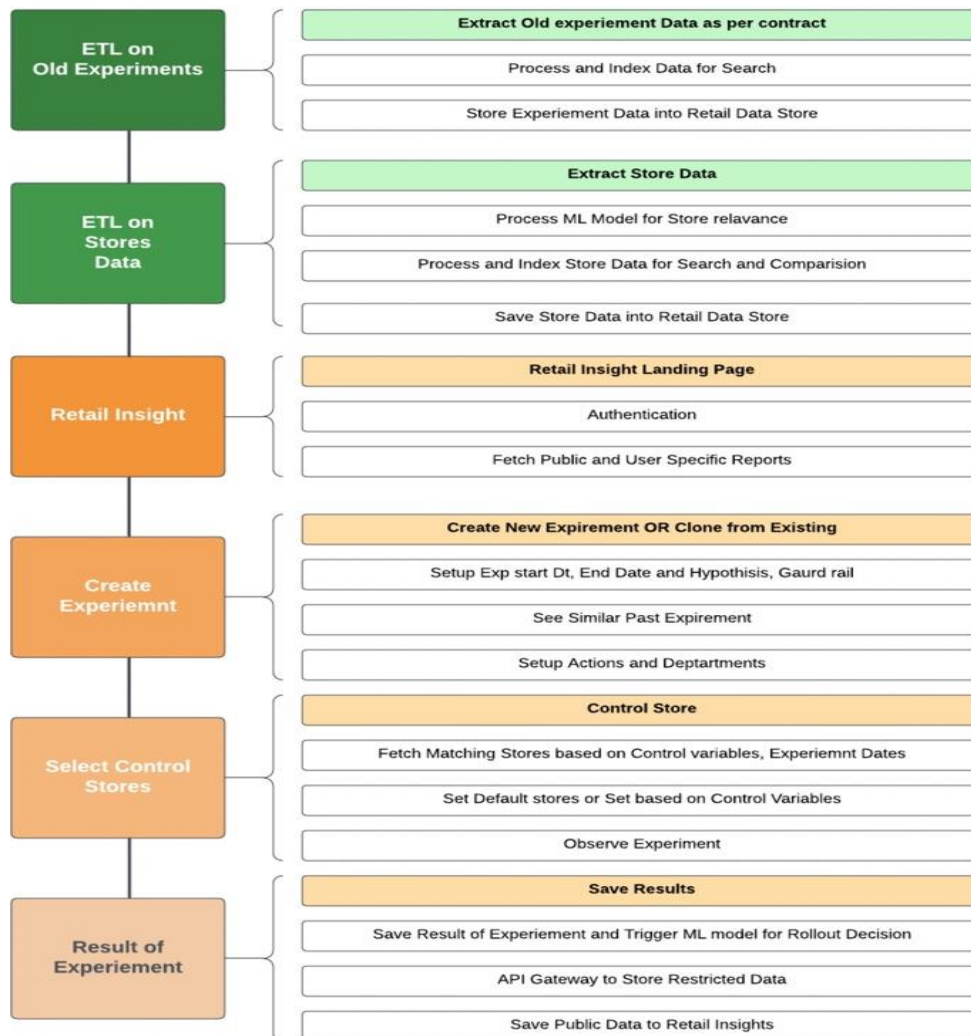 ETL on
Old Experiments
Extract Old experiement Data as per contract
Process and Index Data for Search
Store Experiement Data into Retail Data Store
ETL on
Stores
Data
Extract Store Data
Process ML Model for Store relavance
Process and Index Store Data for Search and Comparision
Save Store Data into Retail Data Store
Retail Insight
Retail Insight Landing Page
Authentication
Fetch Public and User Specific Reports
Create
Experiemnt
Create New Expirement OR Clone from Existing
Setup Exp start Dt, End Date and Hypothisis, Gaurd rail
See Similar Past Expirement
Setup Actions and Deptartments
Select Control
Stores
Control Store
Fetch Matching Stores based on Control variables, Experiemnt Dates
Set Default stores or Set based on Control Variables
Observe Experiment
Result of
Experiement
Save Results
Save Result of Experiement and Trigger ML model for Rollout Decision
API Gateway to Store Restricted Data
Save Public Data to Retail Insights